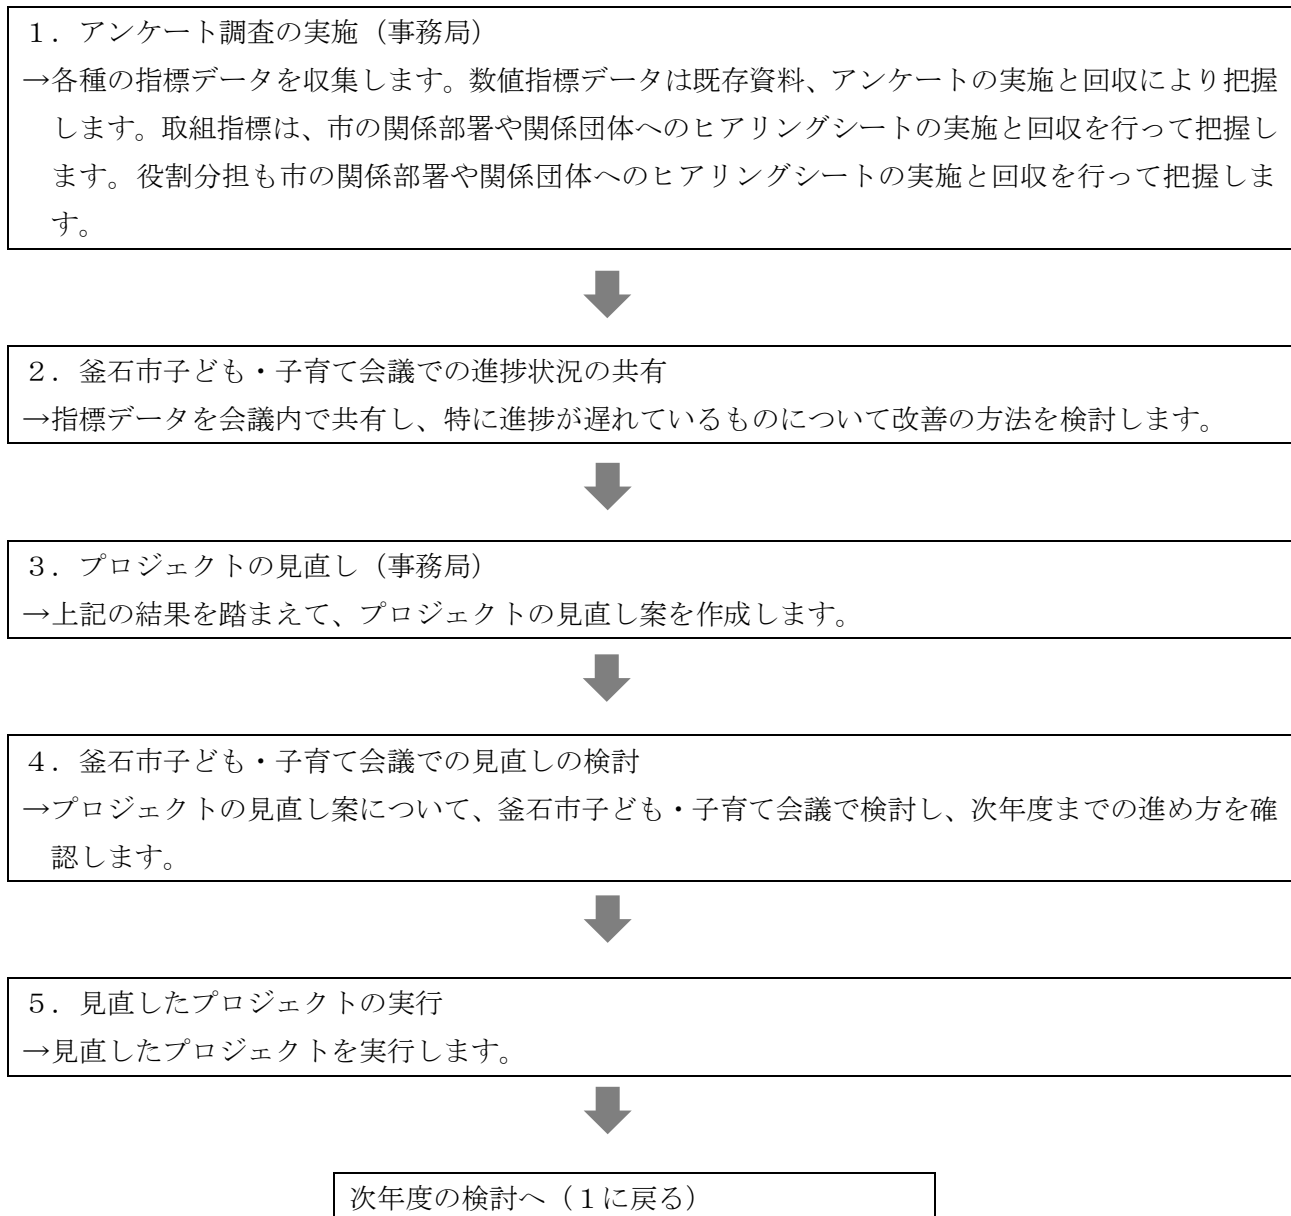 １．アンケート調査の実施（事務局）
→各種の指標データを収集します。数値指標データは既存資料、アンケートの実施と回収により把握
します。取組指標は、市の関係部署や関係団体へのヒアリングシートの実施と回収を行って把握し
ます。役割分担も市の関係部署や関係団体へのヒアリングシートの実施と回収を行って把握しま
す。
２．釜石市子ども・子育て会議での進捗状況の共有
→指標データを会議内で共有し、特に進捗が遅れているものについて改善の方法を検討します。
３．プロジェクトの見直し（事務局）
→上記の結果を踏まえて、プロジェクトの見直し案を作成します。
４．釜石市子ども・子育て会議での見直しの検討
→プロジェクトの見直し案について、釜石市子ども・子育て会議で検討し、次年度までの進め方を確
認します。
５．見直したプロジェクトの実行
→見直したプロジェクトを実行します。
次年度の検討へ（１に戻る）